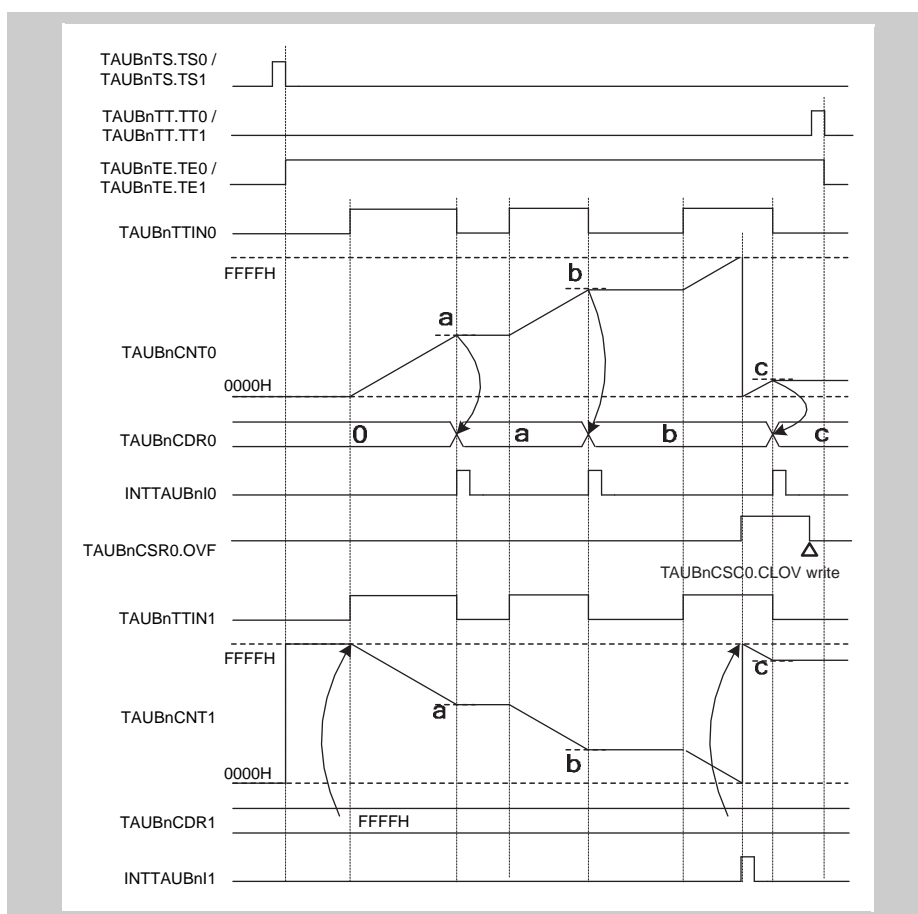 TAUBnTS.TS0 /
TAUBnTS.TS1
TAUBnTT.TT0 /
TAUBnTT.TT1
TAUBnTE.TE0 /
TAUBnTE.TE1
TAUBnTTIN0
FFFFH
b
a
TAUBnCNT0
c
0000H
TAUBnCDR0
0
a
b
c
INTTAUBnI0
TAUBnCSR0.OVF
TAUBnCSC0.CLOV write
TAUBnTTIN1
FFFFH
c
a
TAUBnCNT1
b
0000H
TAUBnCDR1
FFFFH
INTTAUBnI1